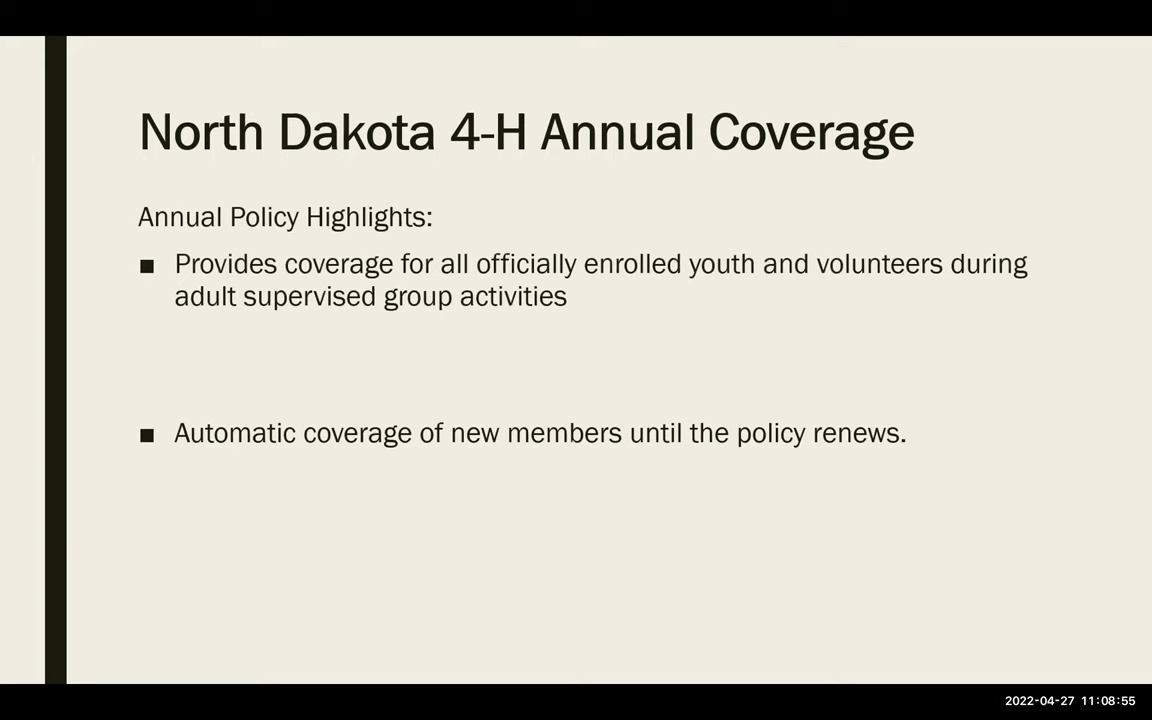 North Dakota 4-H Annual Coverage
Annual Policy Highlights:
■ Provides coverage for all officially enrolled youth and volunteers during
adult supervised group activities
■ Automatic coverage of new members until the policy renews.
2022-04-27 11:08:55